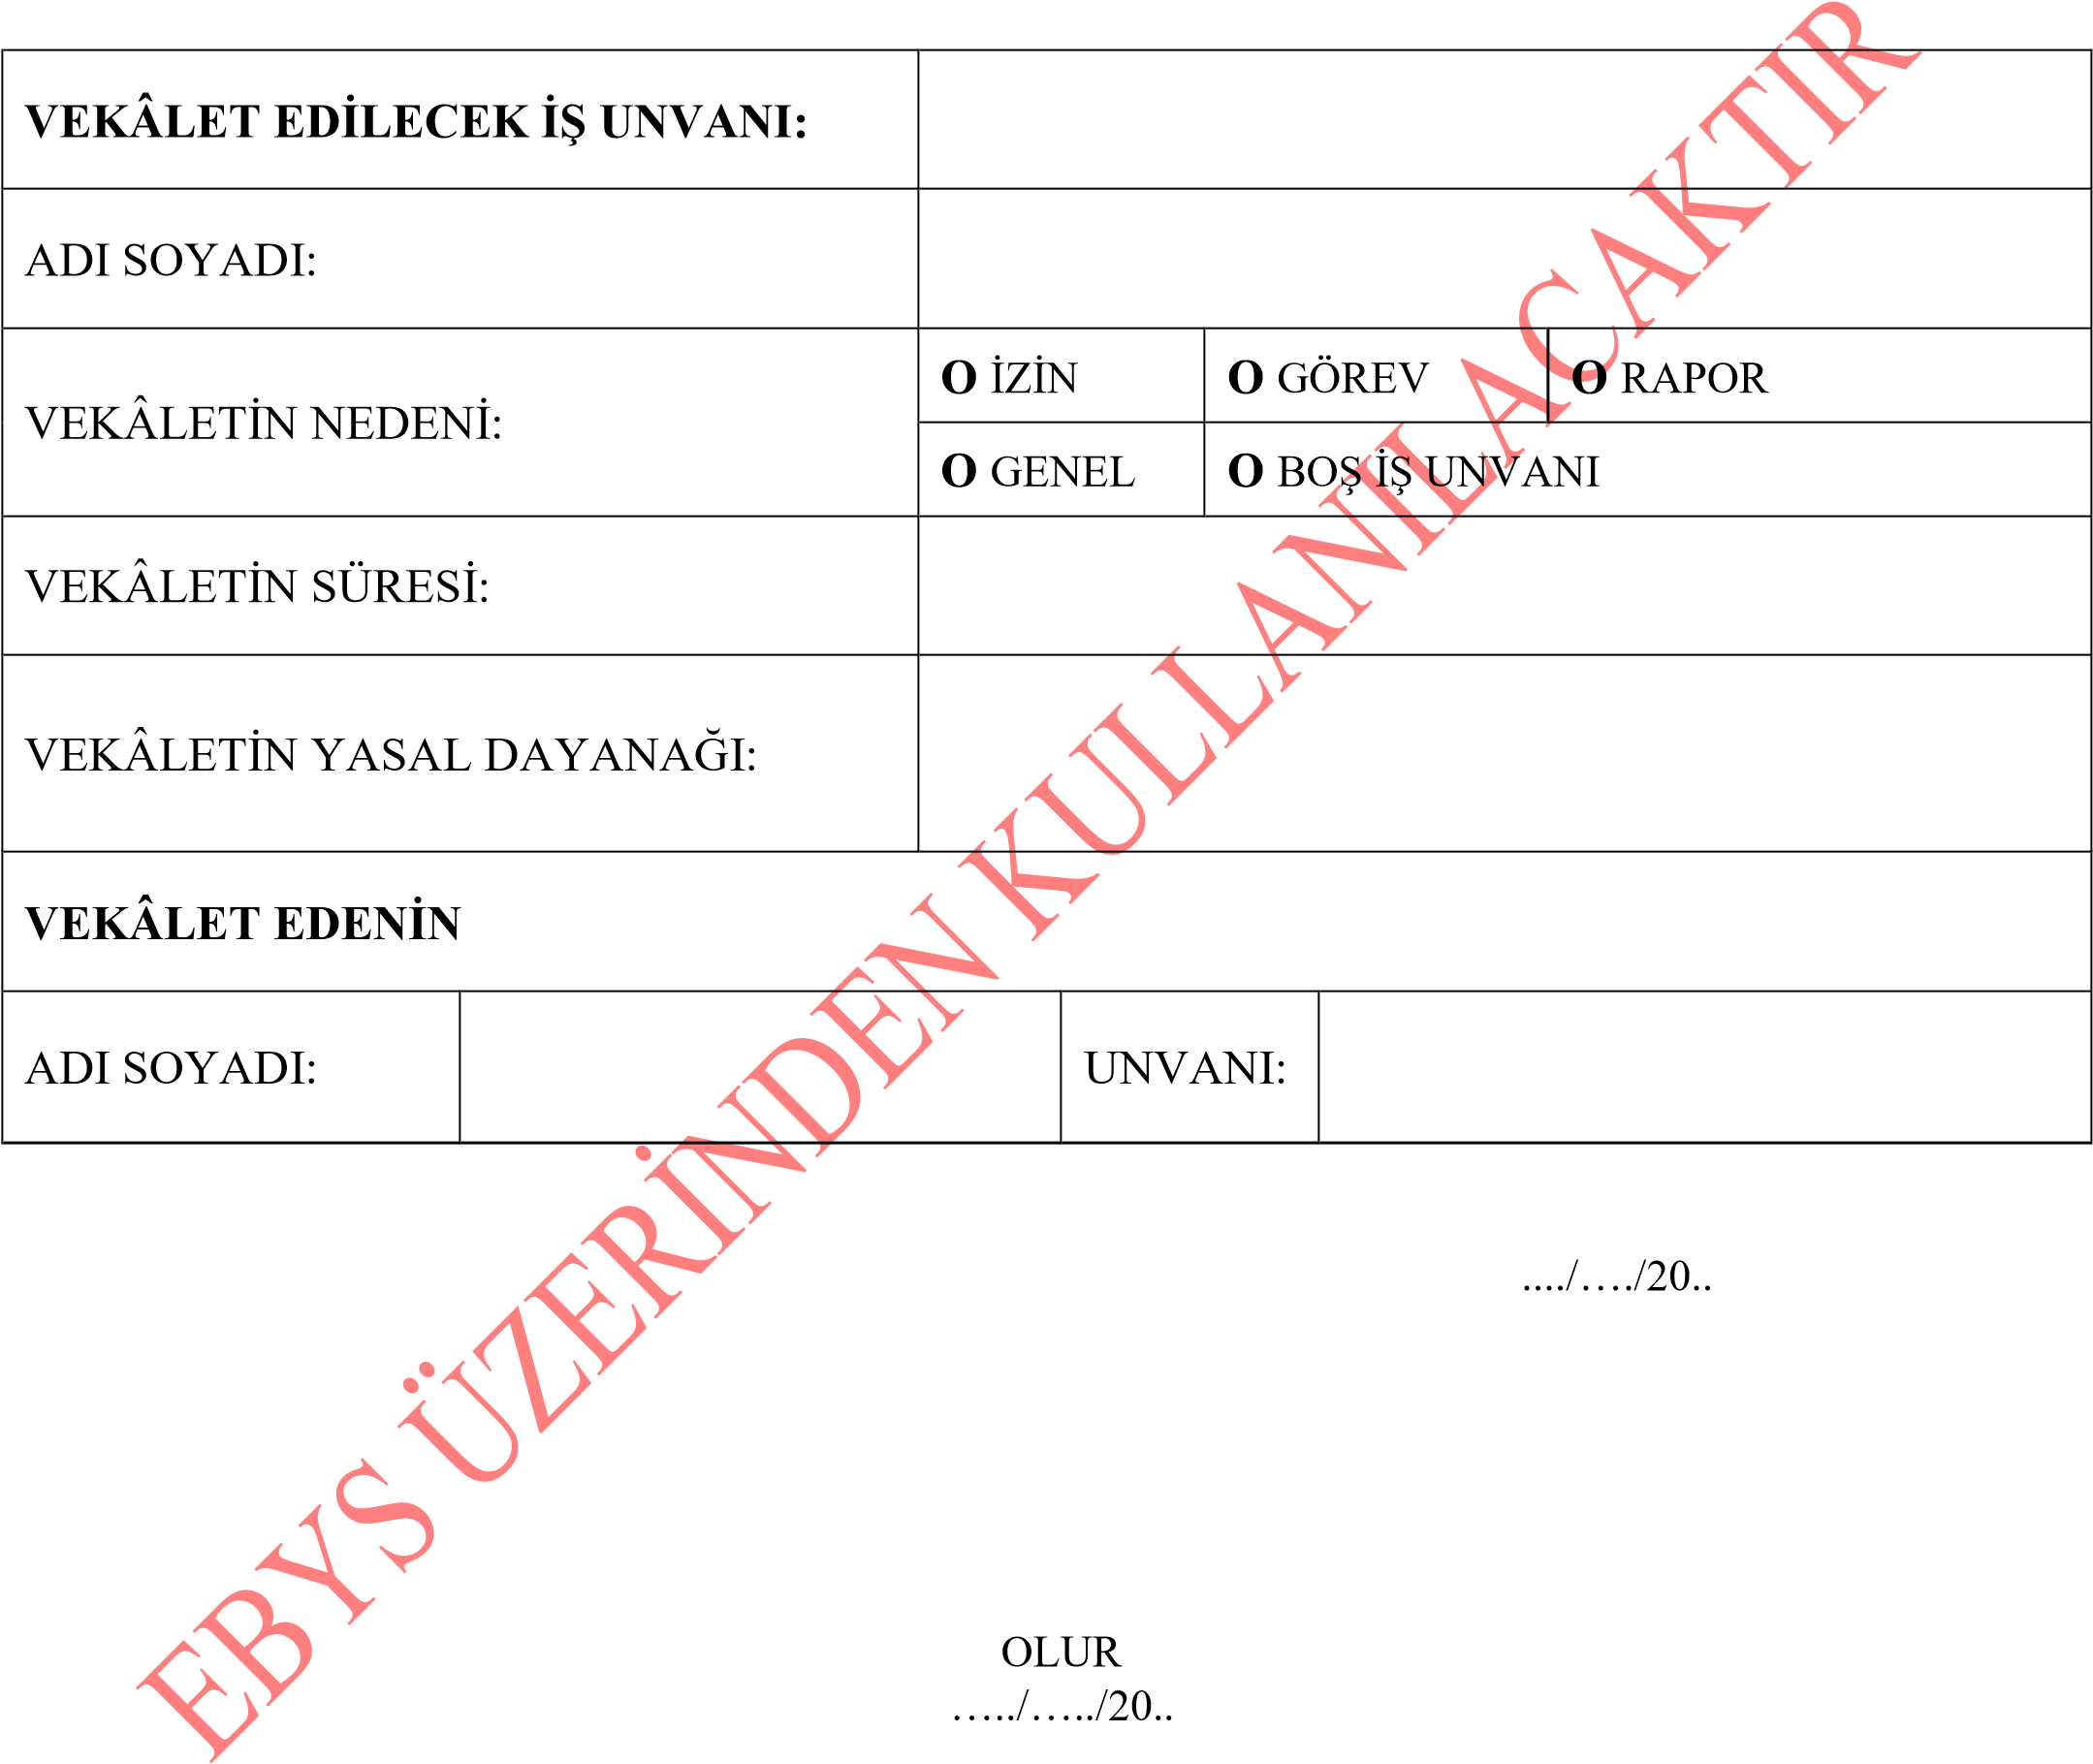 VEKÂLET EDİLECEK İŞ UNVANI:
ADI SOYADI:
VEKÂLETİN NEDENİ:
O İZİN
O GÖREV
O RAPOR
O GENEL
O BOŞ İŞ UNVANI
VEKÂLETİN SÜRESİ:
VEKÂLETİN YASAL DAYANAĞI:
VEKÂLET EDENİN
ADI SOYADI:
UNVANI:
..../…./20..
OLUR
…../…../20..
EBYS ÜZERİNDEN KULLANILACAKTIR